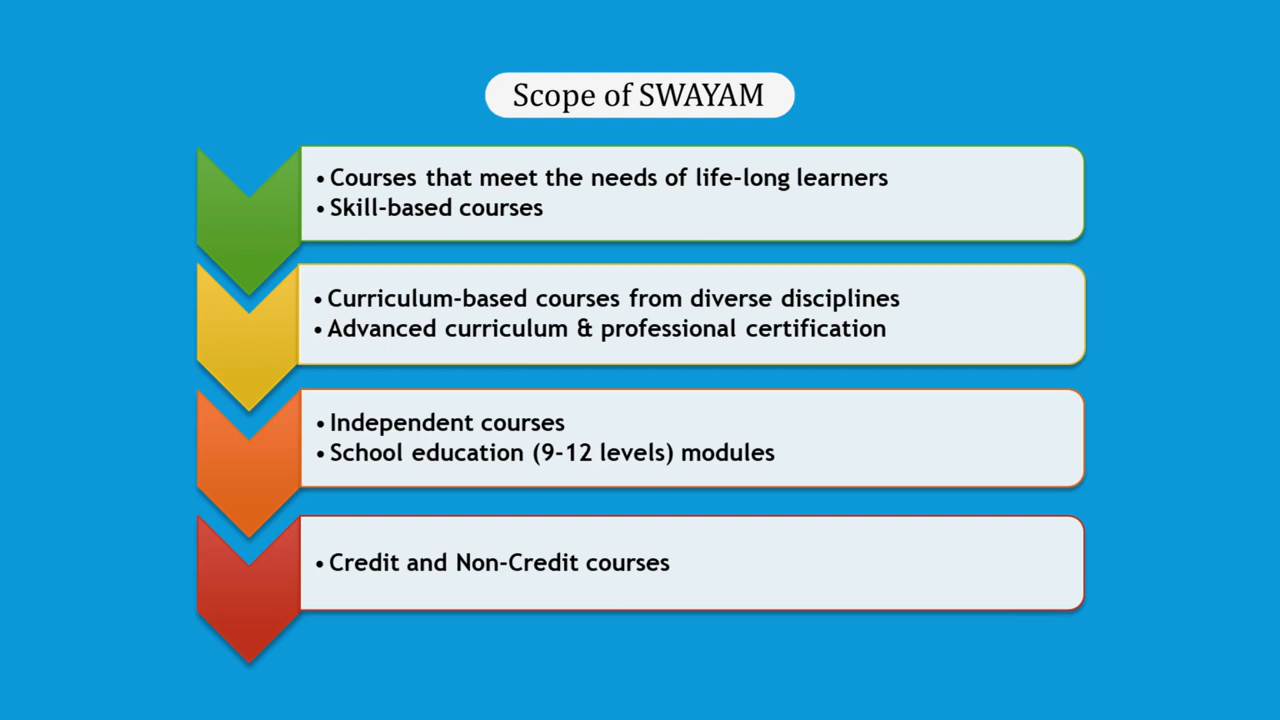 Scope of SWAYAM
• Courses that meet the needs of life-long learners
• Skill-based courses
• Curriculum-based courses from diverse disciplines
• Advanced curriculum & professional certification
• Independent courses
• School education (9-12 levels) modules
• Credit and Non-Credit courses